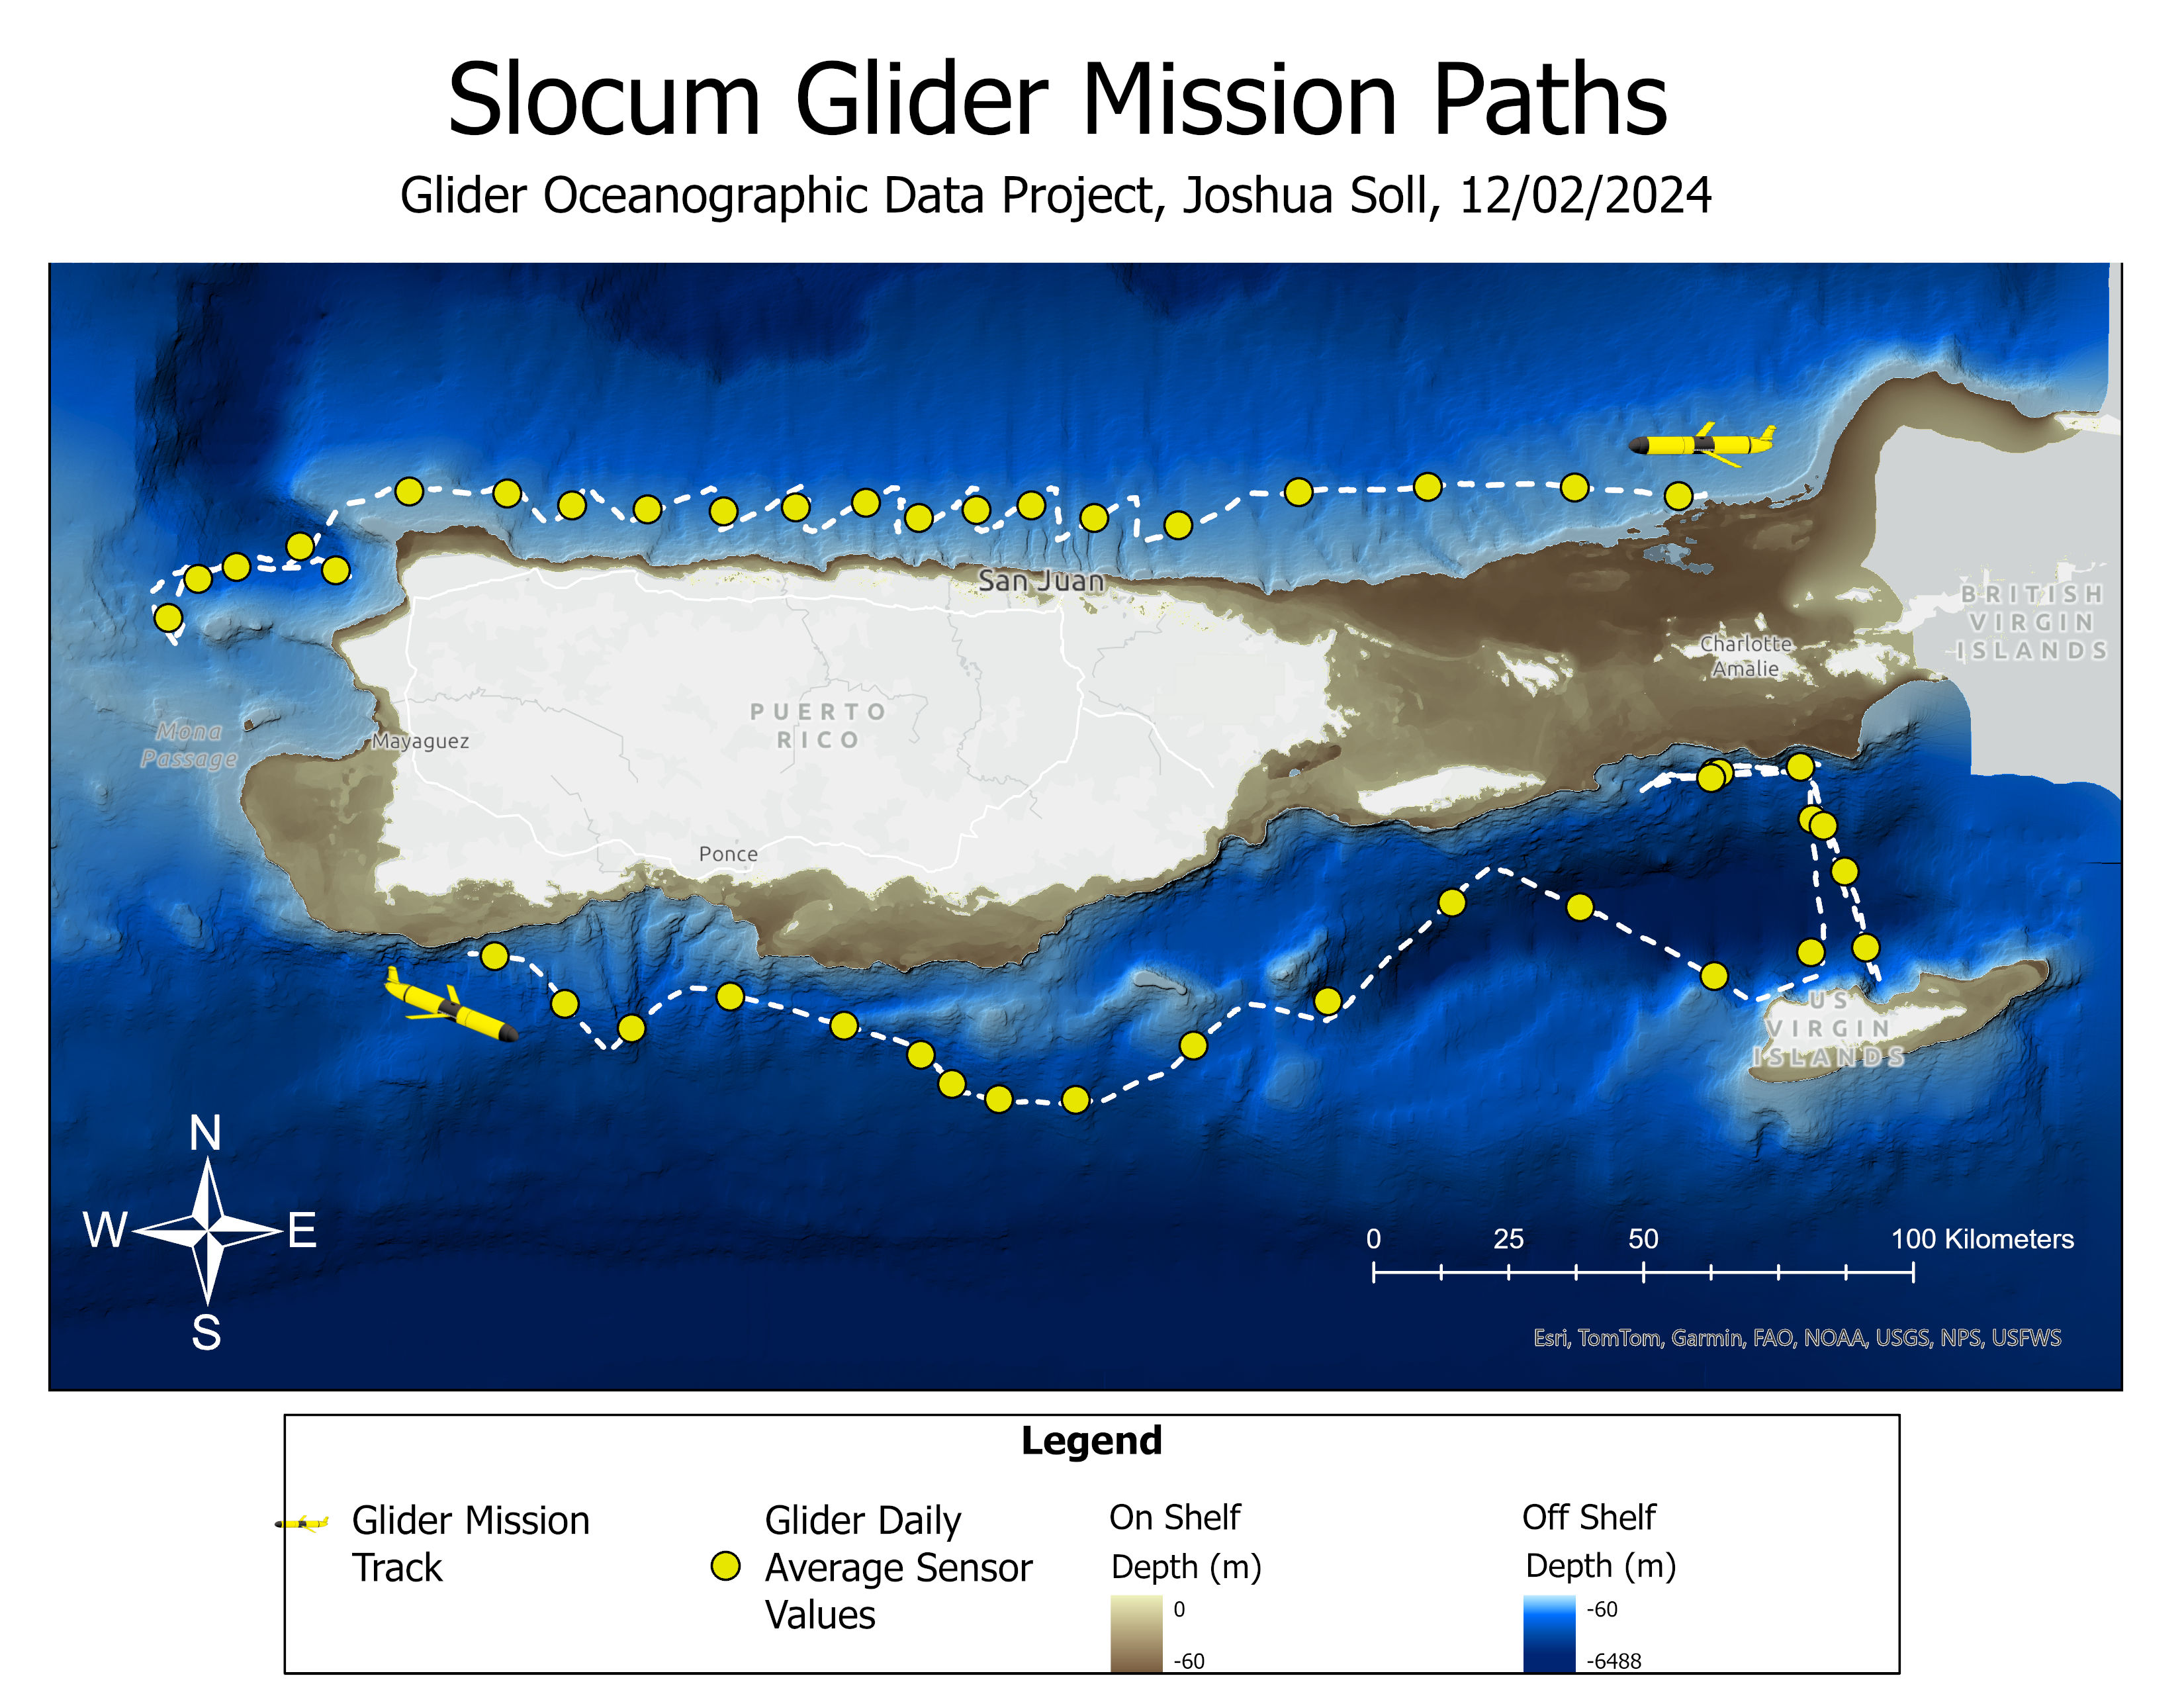 Slocum Glider Mission Paths
Glider Oceanographic Data Project, Joshua Soll, 12/02/2024
San Juan
BRITISH
VIRGIN
ISLANDS
Charlotte
Amalie
PUERTO
RICO
Mona
Passage
Mayaguez
Ponce
US
VIRGIN
ISLANDS
N
W E
S
0 25 50 100 Kilometers
Esri, TomTom, Garmin, FAO, NOAA, USGS, NPS, USFWS
Legend
Glider Mission
Track
Glider Daily
Average Sensor
Values
On Shelf
Depth (m)
0
-60
Off Shelf
Depth (m)
-60
-6488